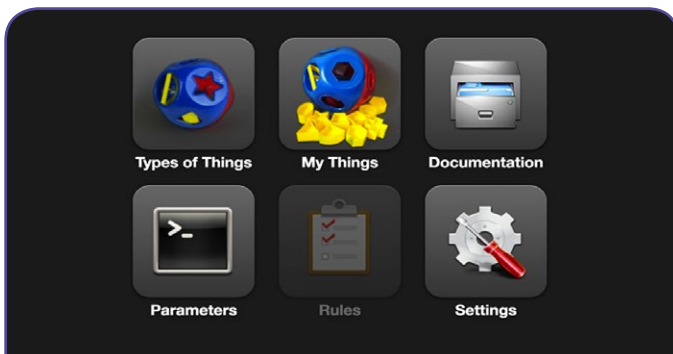 Types of Things
My Things
Documentation
>_
Parameters
Rules
Settings